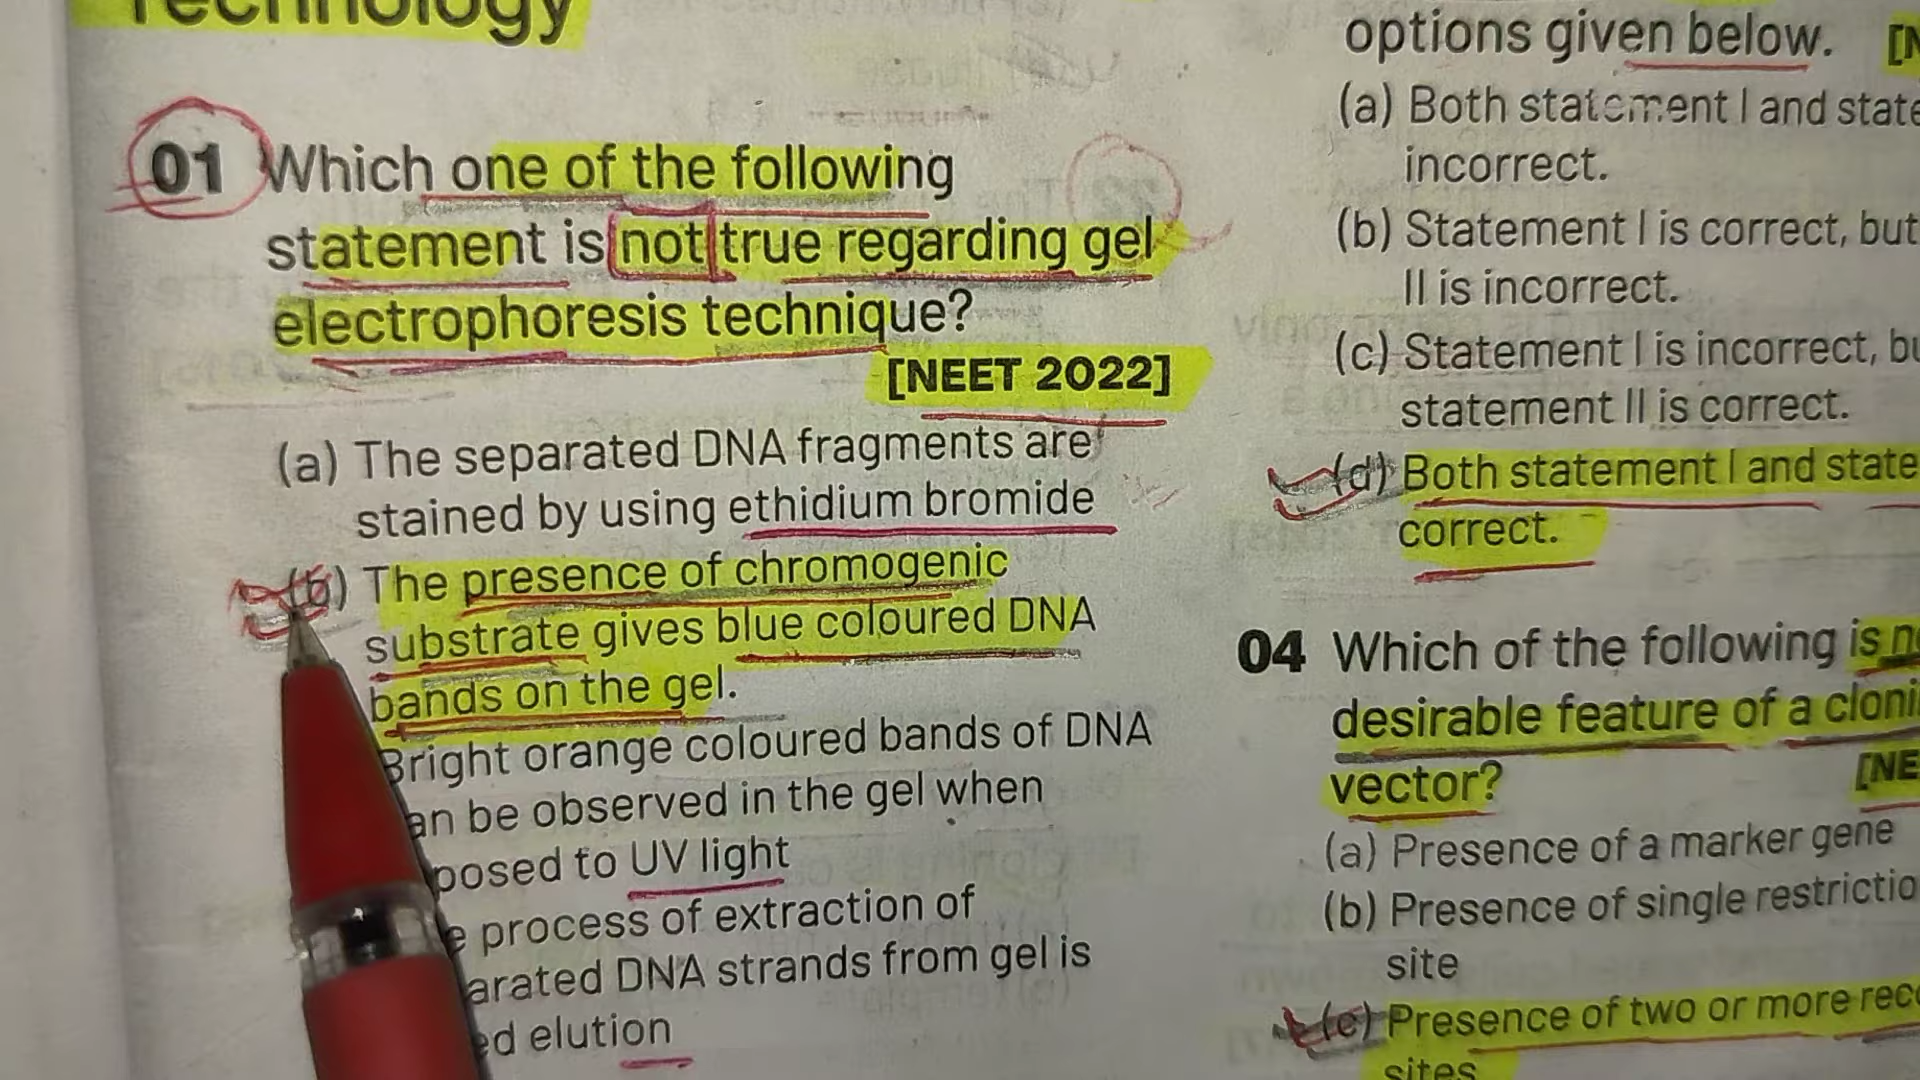 Technology
01 Which one of the following
statement is not true regarding gel
electrophoresis technique?
[NEET 2022]
(a) The separated DNA fragments are
stained by using ethidium bromide
(b) The presence of chromogenic
substrate gives blue coloured DNA
bands on the gel.
Bright orange coloured bands of DNA
an be observed in the gel when
posed to UV light
e process of extraction of
arated DNA strands from gel is
ed elution
options given below.
(a) Both statement I and state
incorrect.
(b) Statement I is correct, but
II is incorrect.
(c) Statement I is incorrect, bu
statement II is correct.
(d) Both statement I and state
correct.
04 Which of the following is n
desirable feature of a cloni
vector? [NE
(a) Presence of a marker gene
(b) Presence of single restrictio
site
(c) Presence of two or more rec
sites